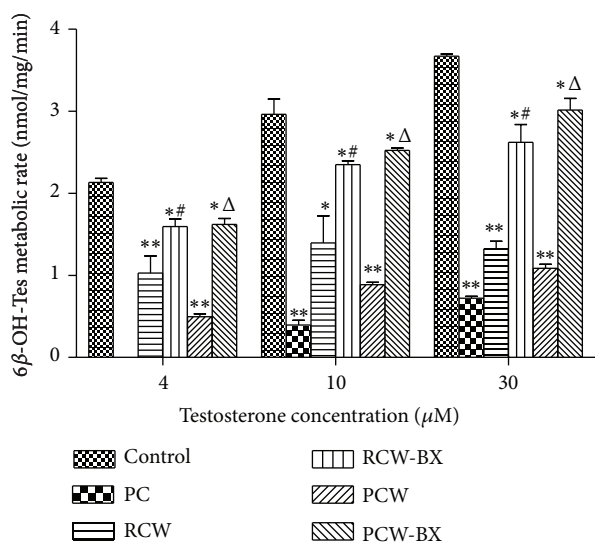 6β-OH-Tes metabolic rate (nmol/mg/min)
4
3
2
1
0
**
*#
**
*Δ
**
*
*#
**
*Δ
**
**
*#
**
*Δ
4 10 30
Testosterone concentration (μM)
Control RCW-BX
PC PCW
RCW PCW-BX